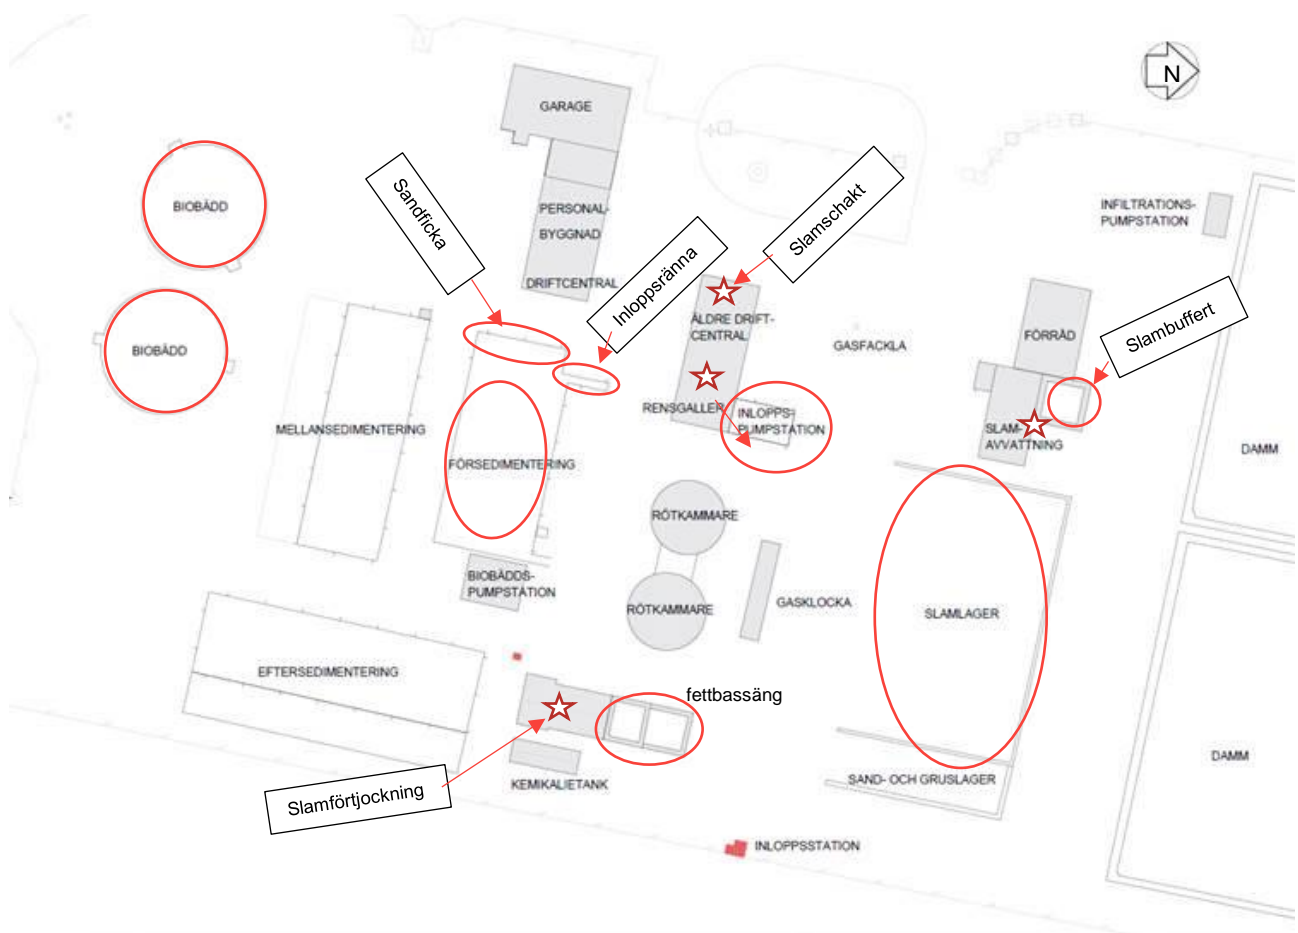 N
GARAGE
Slamschakt
Sandficka
BIOBÄDD
PERSONAL-
BYGGNAD
INFILTRATIONS-
PUMPSTATION
Inloppsränna
DRIFTCENTRAL
Slambuffert
ÄLDRE DRIFT-
CENTRAL
FÖRRÅD
GASFACKLA
BIOBÄDD
RENSGALLER
INLOPPS-
PUMPSTATION
MELLANSEDIMENTERING
SLAM-
AVVATTNING
DAMM
FÖRSEDIMENTERING
RÖTKAMMARE
BIOBÄDDS-
PUMPSTATION
RÖTKAMMARE
GASKLOCKA
SLAMLAGER
EFTERSEDIMENTERING
fettbassäng
DAMM
KEMIKALIETANK
SAND- OCH GRUSLAGER
Slamförtjockning
INLOPPSSTATION